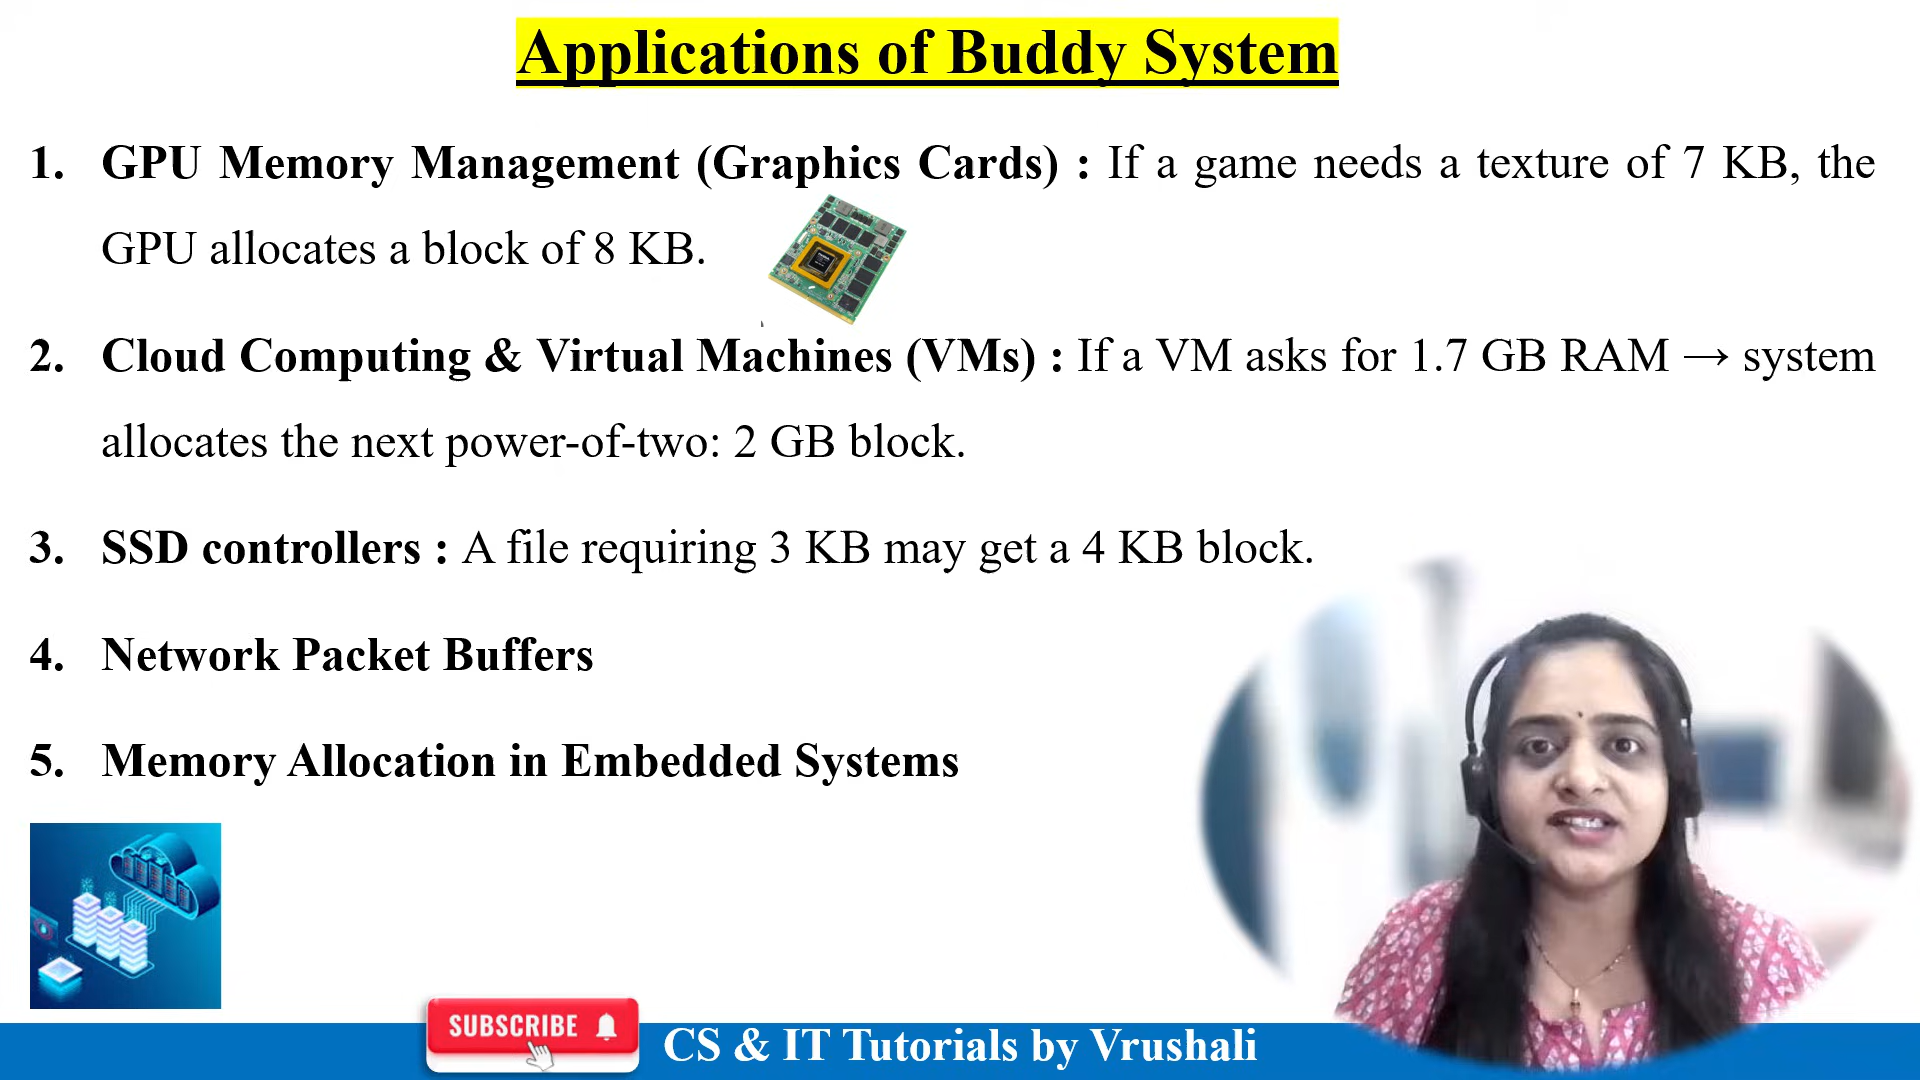 Applications of Buddy System
1. GPU Memory Management (Graphics Cards) : If a game needs a texture of 7 KB, the
GPU allocates a block of 8 KB.
2. Cloud Computing & Virtual Machines (VMs) : If a VM asks for 1.7 GB RAM → system
allocates the next power-of-two: 2 GB block.
3. SSD controllers : A file requiring 3 KB may get a 4 KB block.
4. Network Packet Buffers
5. Memory Allocation in Embedded Systems
SUBSCRIBE
CS & IT Tutorials by Vrushali